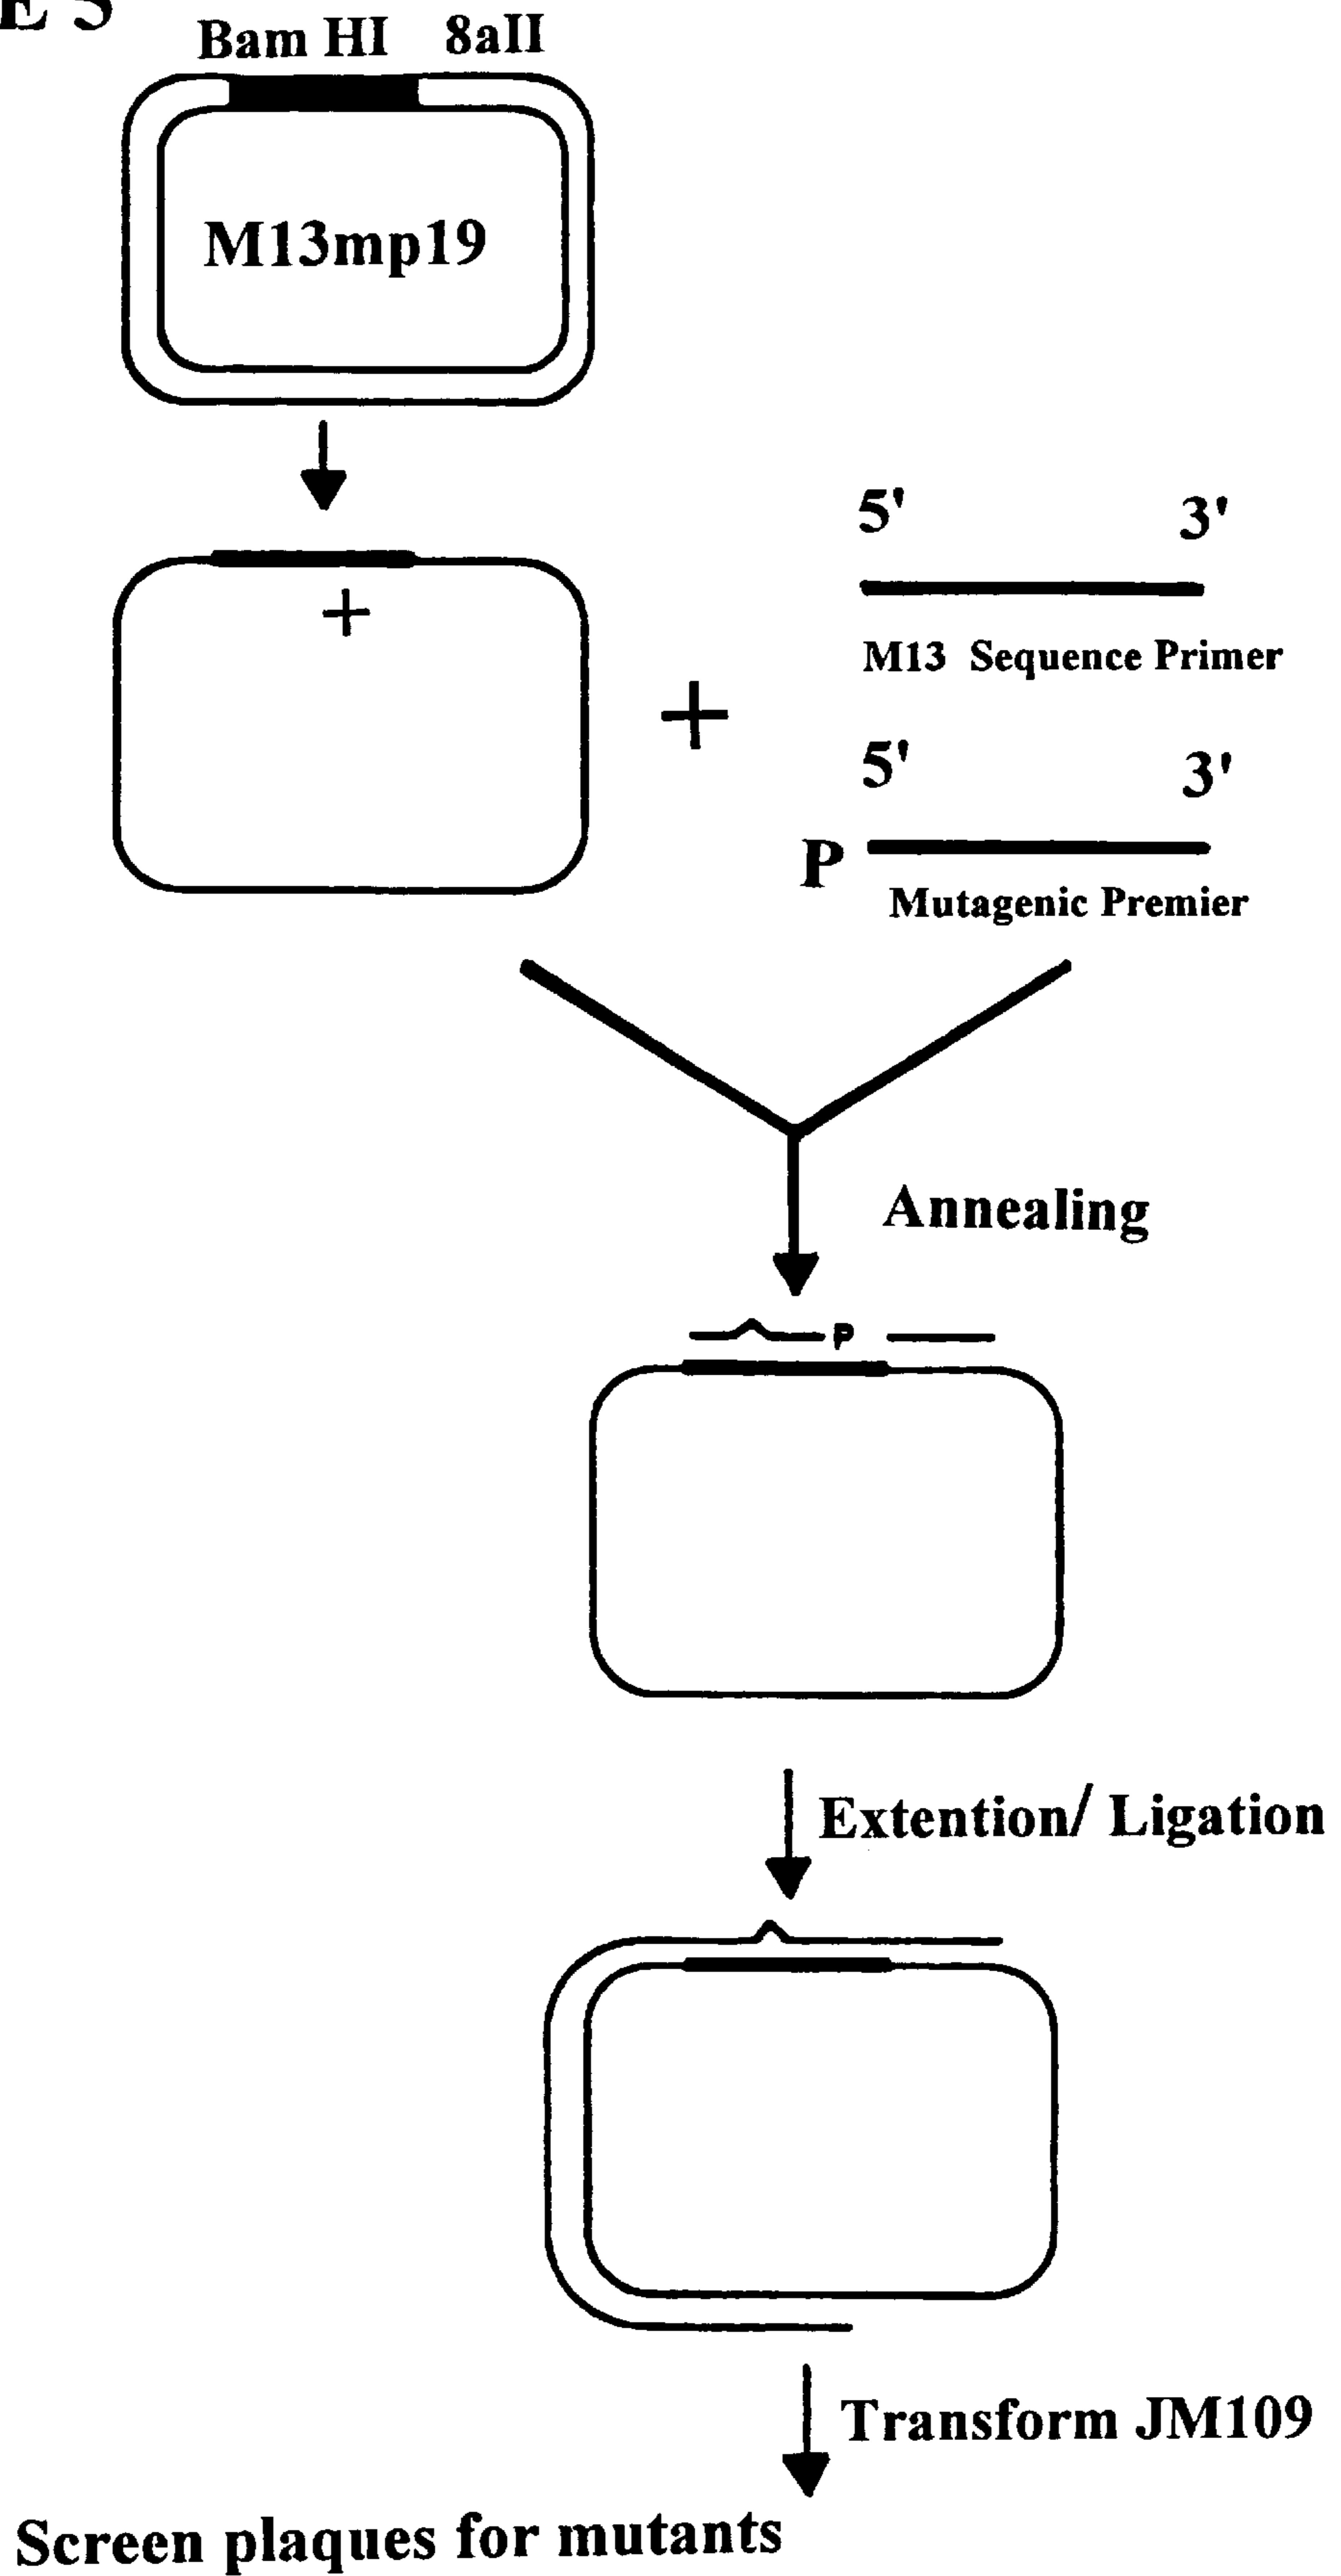 E 5
Bam HI 8aII
M13mp19
+
5' 3'
M13 Sequence Primer
+
5' 3'
P
Mutagenic Premier
Annealing
P
Extention/ Ligation
Transform JM109
Screen plaques for mutants